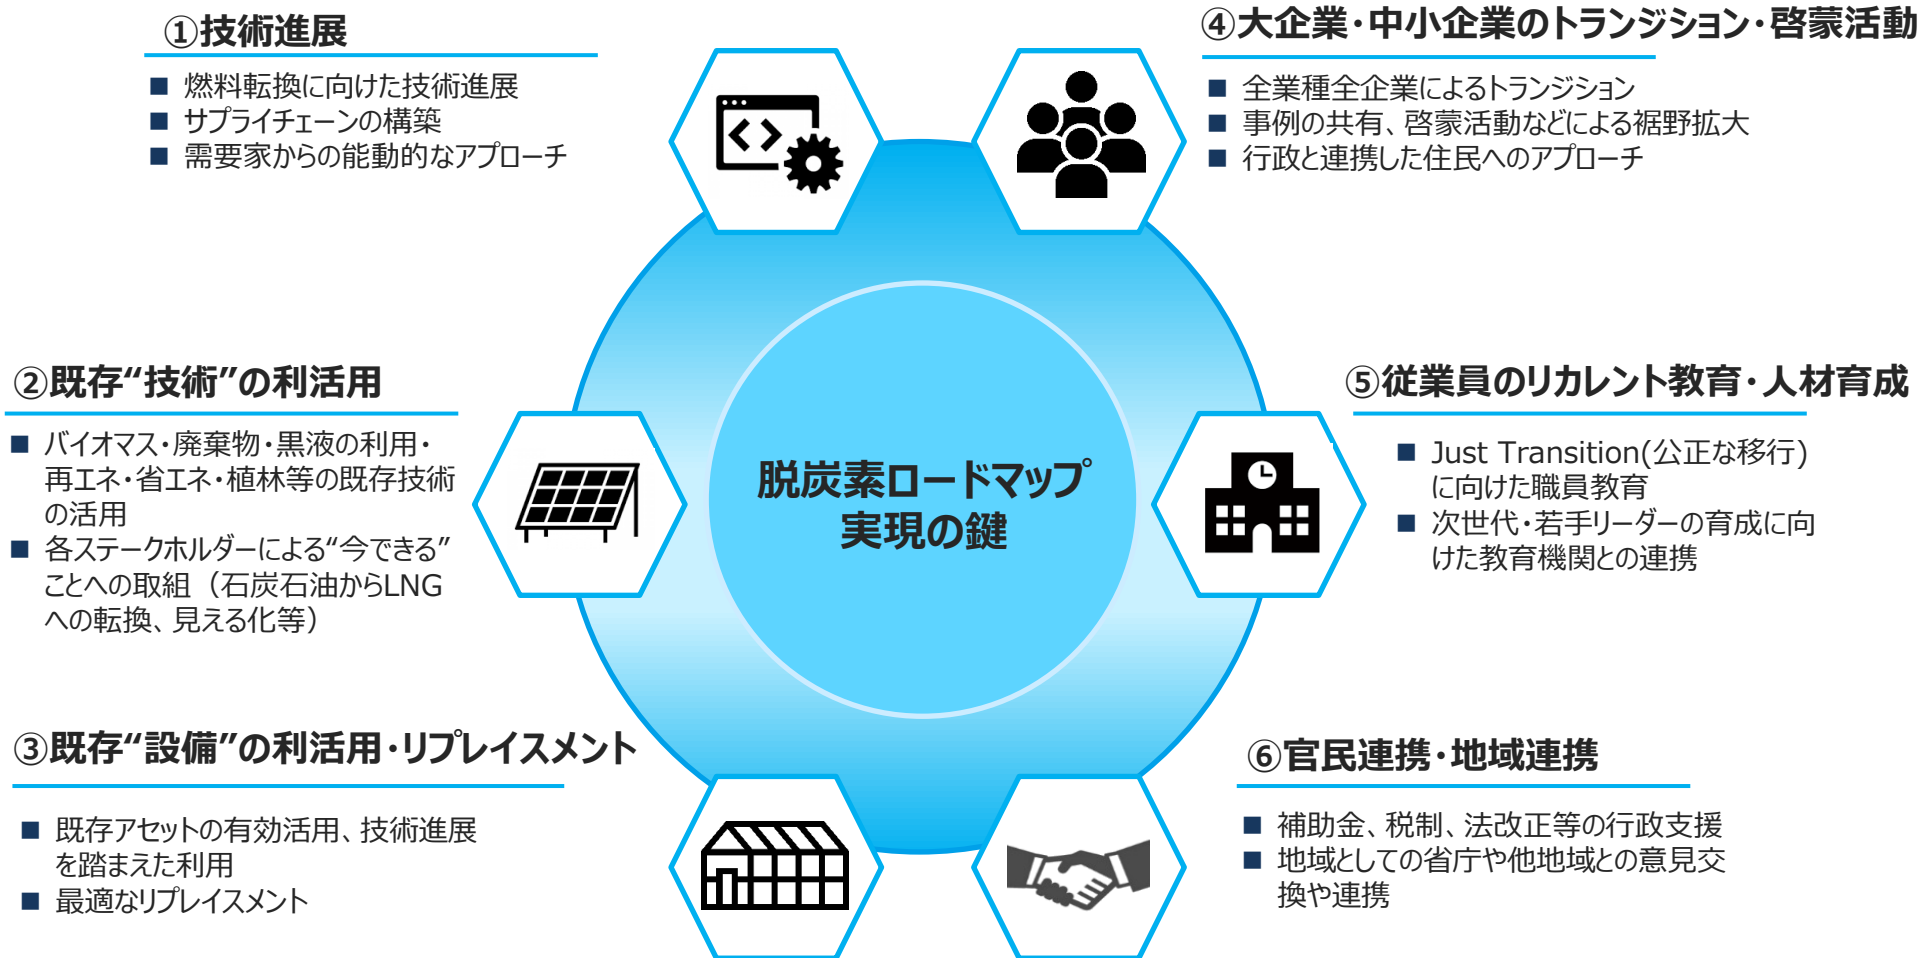 ①技術進展
■ 燃料転換に向けた技術進展
■ サプライチェーンの構築
■ 需要家からの能動的なアプローチ
②既存“技術”の利活用
■ バイオマス・廃棄物・黒液の利用・
再エネ・省エネ・植林等の既存技術
の活用
■ 各ステークホルダーによる“今できる”
ことへの取組（石炭石油からLNG
への転換、見える化等）
③既存“設備”の利活用・リプレイスメント
■ 既存アセットの有効活用、技術進展
を踏まえた利用
■ 最適なリプレイスメント
脱炭素ロードマップ
実現の鍵
④大企業・中小企業のトランジション・啓蒙活動
■ 全業種全企業によるトランジション
■ 事例の共有、啓蒙活動などによる裾野拡大
■ 行政と連携した住民へのアプローチ
⑤従業員のリカレント教育・人材育成
■ Just Transition(公正な移行)
に向けた職員教育
■ 次世代・若手リーダーの育成に向
けた教育機関との連携
⑥官民連携・地域連携
■ 補助金、税制、法改正等の行政支援
■ 地域としての省庁や他地域との意見交
換や連携